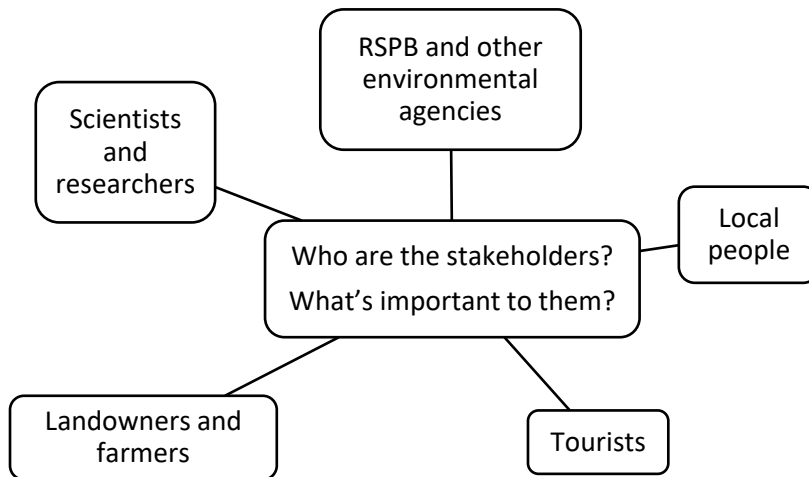 RSPB and other
environmental
agencies
Scientists
and
researchers
Local
people
Who are the stakeholders?
What’s important to them?
Landowners and
farmers
Tourists